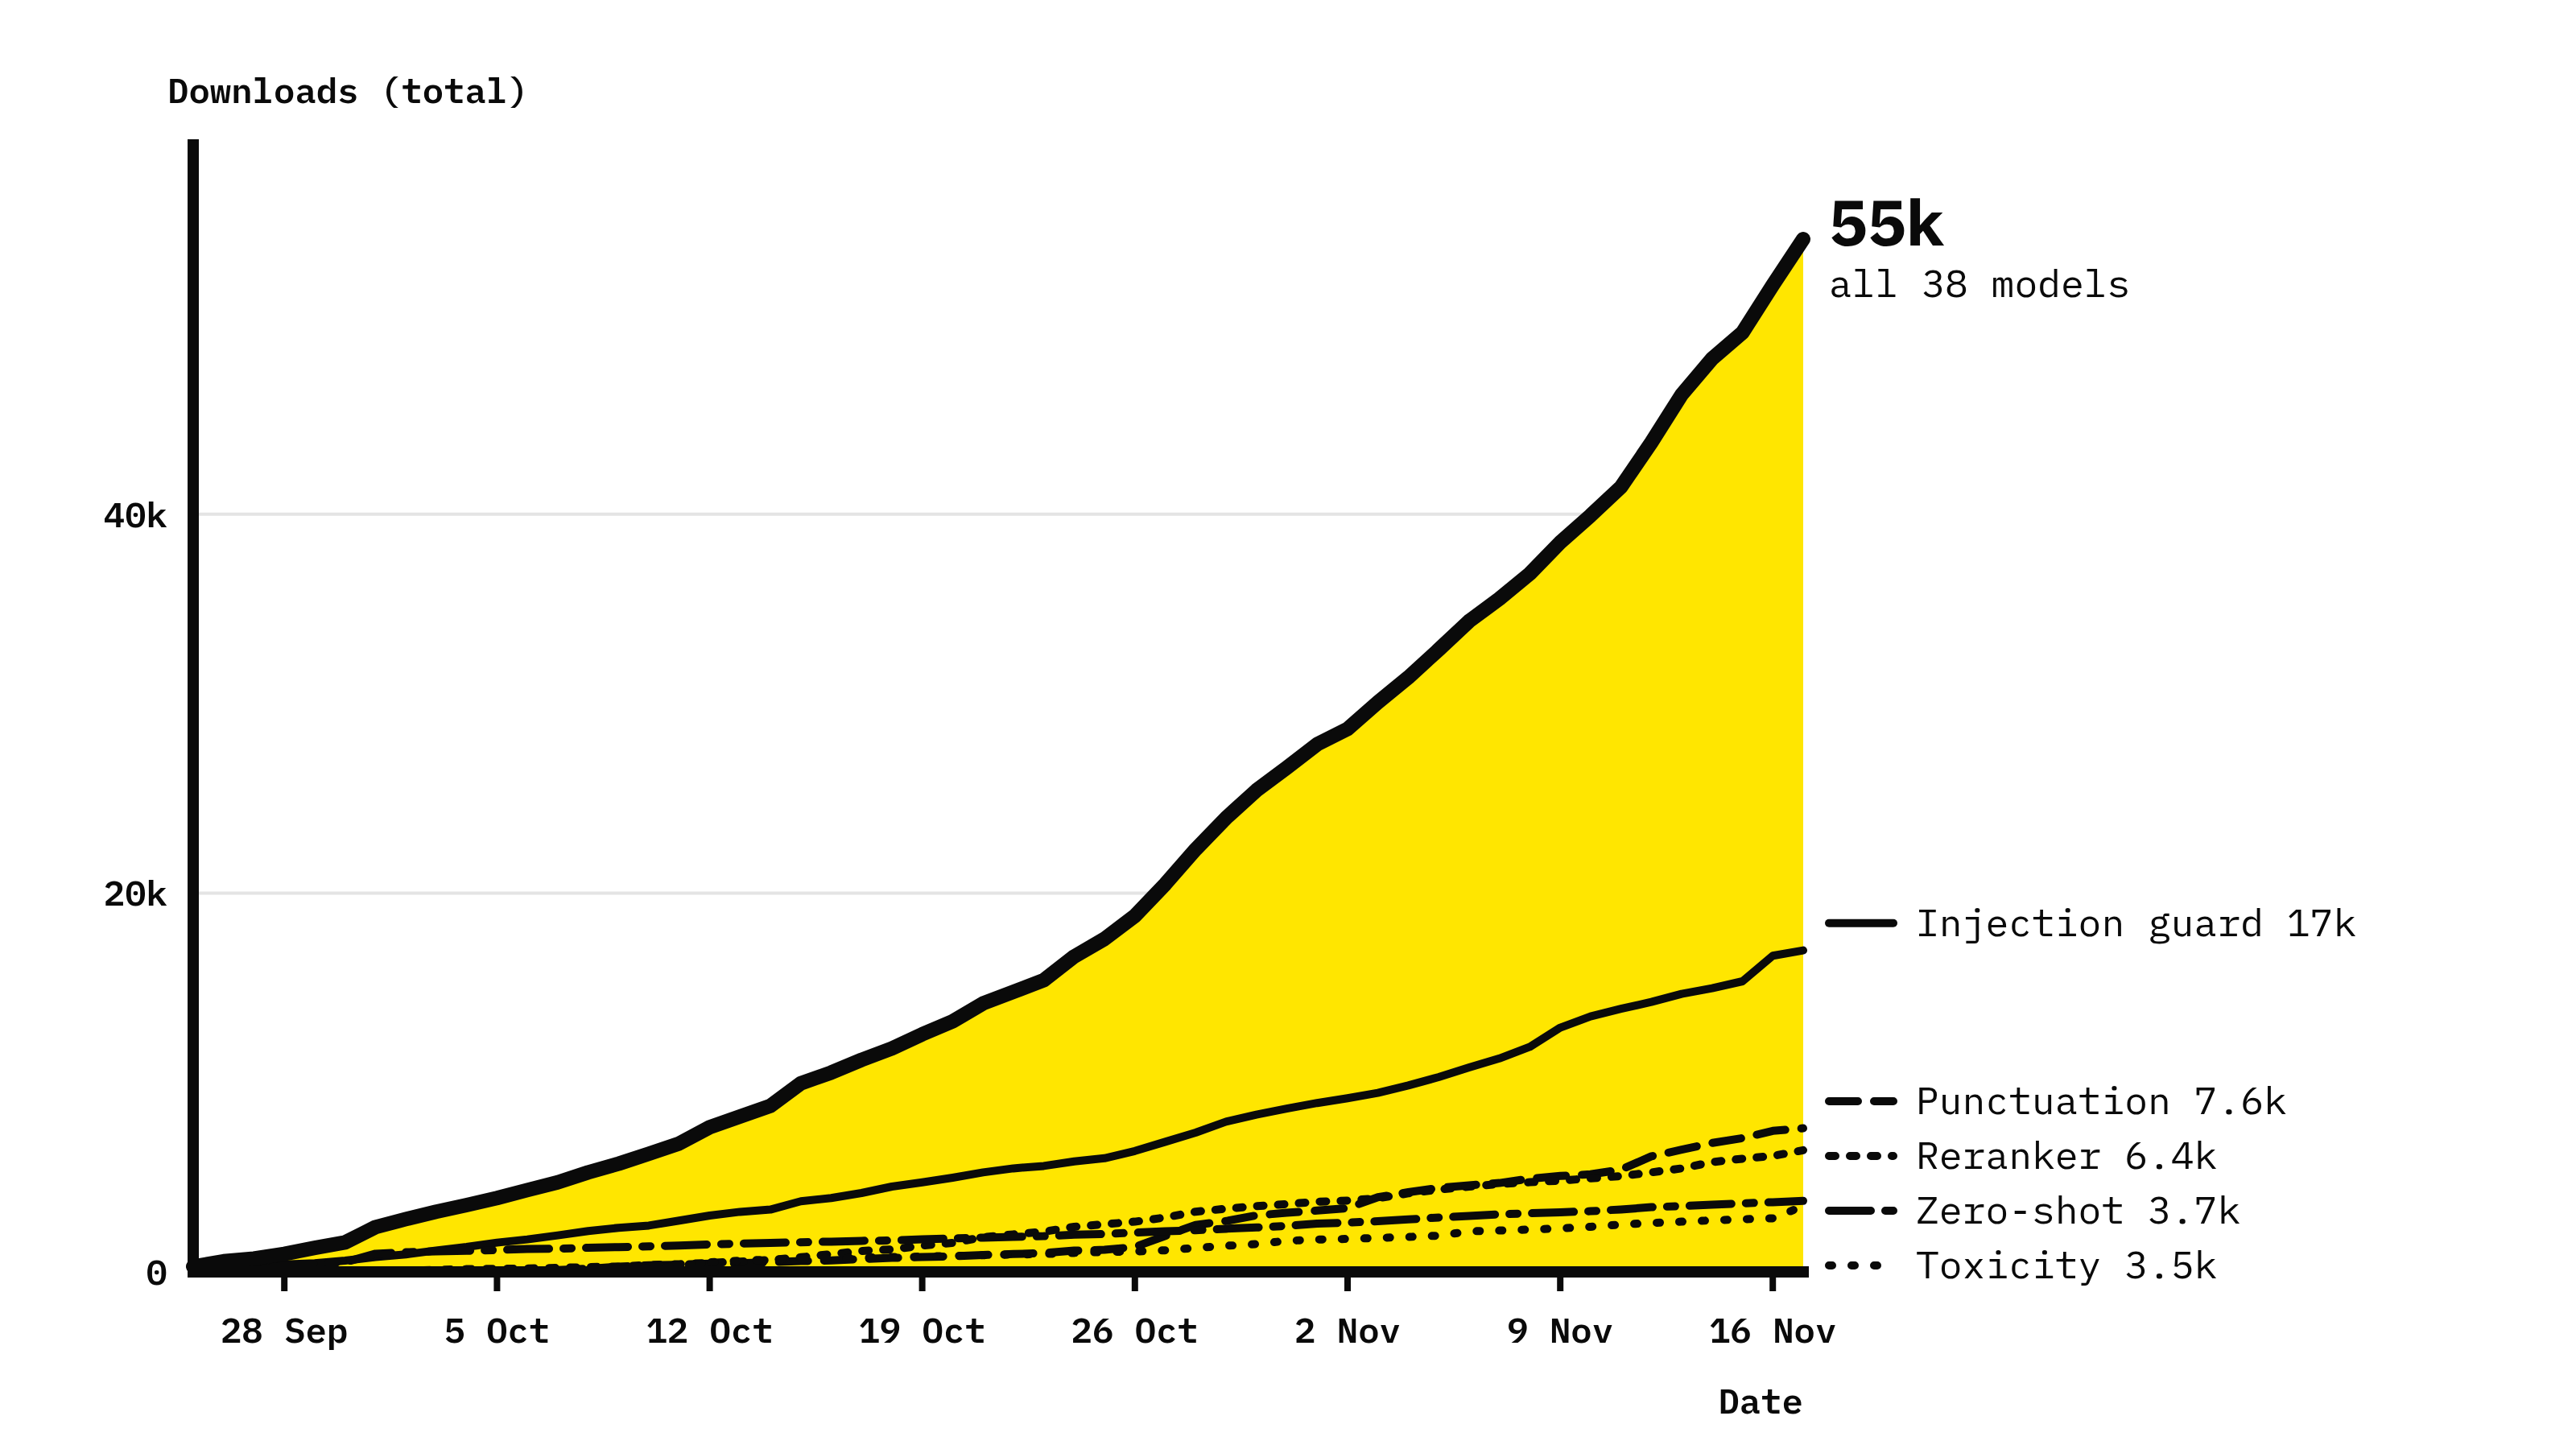 Downloads (total)
55k
all 38 models
40k
20k
Injection guard 17k
Punctuation 7.6k
Reranker 6.4k
Zero-shot 3.7k
Toxicity 3.5k
0
28 Sep
5 Oct
12 Oct
19 Oct
26 Oct
2 Nov
9 Nov
16 Nov
Date